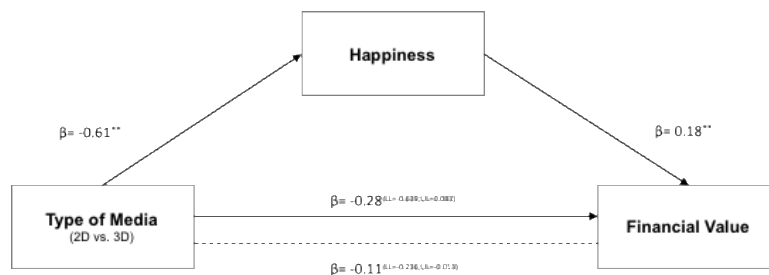 Happiness
β= -0.61**
β= 0.18**
β= -0.28
Type of Media
(2D vs. 3D)
Financial Value
β= -0.11